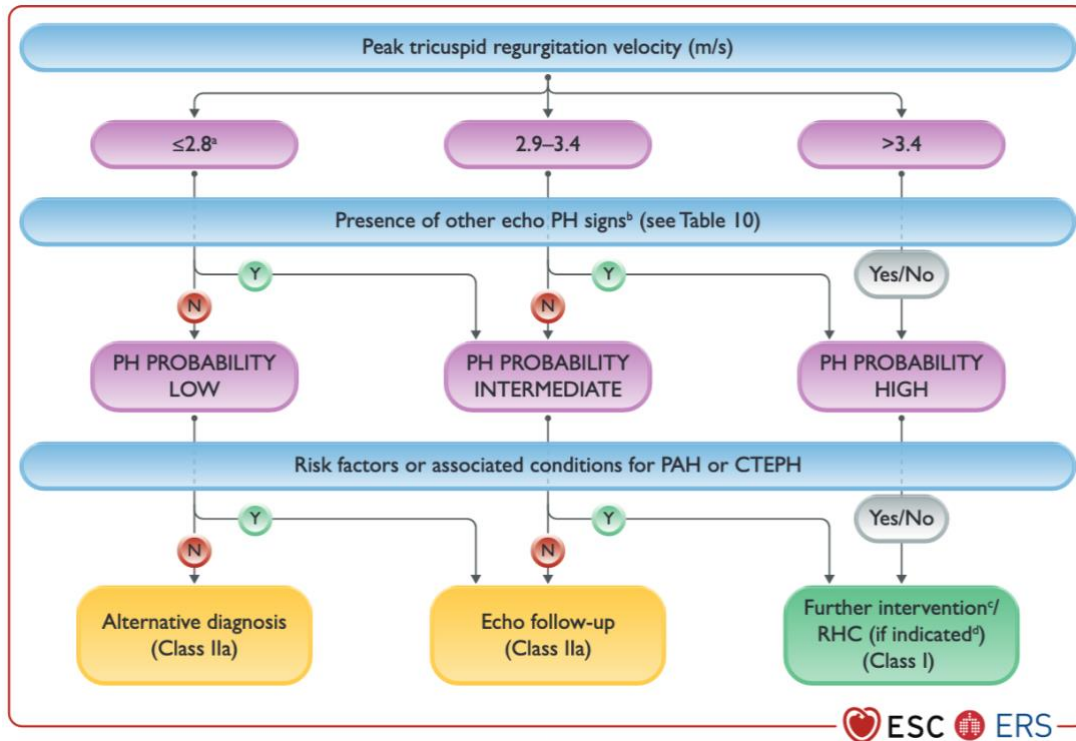 Peak tricuspid regurgitation velocity (m/s)
≤2.8ᵃ
2.9–3.4
>3.4
Presence of other echo PH signsᵇ (see Table 10)
Y
Y
Yes/No
N
N
PH PROBABILITY
LOW
PH PROBABILITY
INTERMEDIATE
PH PROBABILITY
HIGH
Risk factors or associated conditions for PAH or CTEPH
Y
Y
Yes/No
N
N
Alternative diagnosis
(Class IIa)
Echo follow-up
(Class IIa)
Further interventionᶜ/
RHC (if indicatedᵈ)
(Class I)
ESC ERS